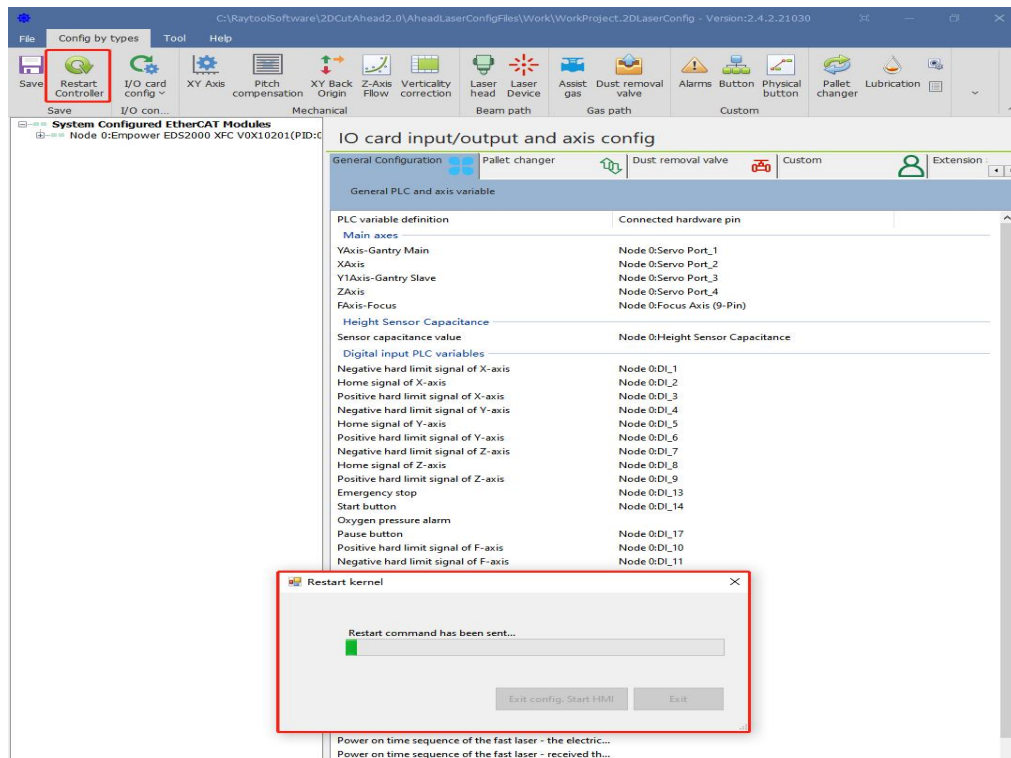 C:\RaytoolSoftware\2DCutAhead2.0\AheadLaserConfigFiles\Work\WorkProject.2DLaserConfig - Version:2.4.2.21030
File Config by types Tool Help
Save Restart Controller I/O card config XY Axis Pitch compensation XY Back Origin Z-Axis Fllow Verticality correction Laser head Laser Device Assist gas Dust removal valve Alarms Button Physical button Pallet changer Lubrication
Save I/O con... Mechanical Beam path Gas path Custom
System Configured EtherCAT Modules
Node 0:Empower EDS2000 XFC V0X10201(PID:0
IO card input/output and axis config
General Configuration Pallet changer Dust removal valve Custom Extension
General PLC and axis variable
PLC variable definition Connected hardware pin
Main axes
YAxis-Gantry Main Node 0:Servo Port_1
XAxis Node 0:Servo Port_2
Y1Axis-Gantry Slave Node 0:Servo Port_3
ZAxis Node 0:Servo Port_4
FAxis-Focus Node 0:Focus Axis (9-Pin)
Height Sensor Capacitance
Sensor capacitance value Node 0:Height Sensor Capacitance
Digital input PLC variables
Negative hard limit signal of X-axis Node 0:DI_1
Home signal of X-axis Node 0:DI_2
Positive hard limit signal of X-axis Node 0:DI_3
Negative hard limit signal of Y-axis Node 0:DI_4
Home signal of Y-axis Node 0:DI_5
Positive hard limit signal of Y-axis Node 0:DI_6
Negative hard limit signal of Z-axis Node 0:DI_7
Home signal of Z-axis Node 0:DI_8
Positive hard limit signal of Z-axis Node 0:DI_9
Emergency stop Node 0:DI_13
Start button Node 0:DI_14
Oxygen pressure alarm
Pause button Node 0:DI_17
Positive hard limit signal of F-axis Node 0:DI_10
Negative hard limit signal of F-axis Node 0:DI_11
Restart kernel
Restart command has been sent...
Exit config. Start HMI Exit
Power on time sequence of the fast laser - the electric...
Power on time sequence of the fast laser - received th...